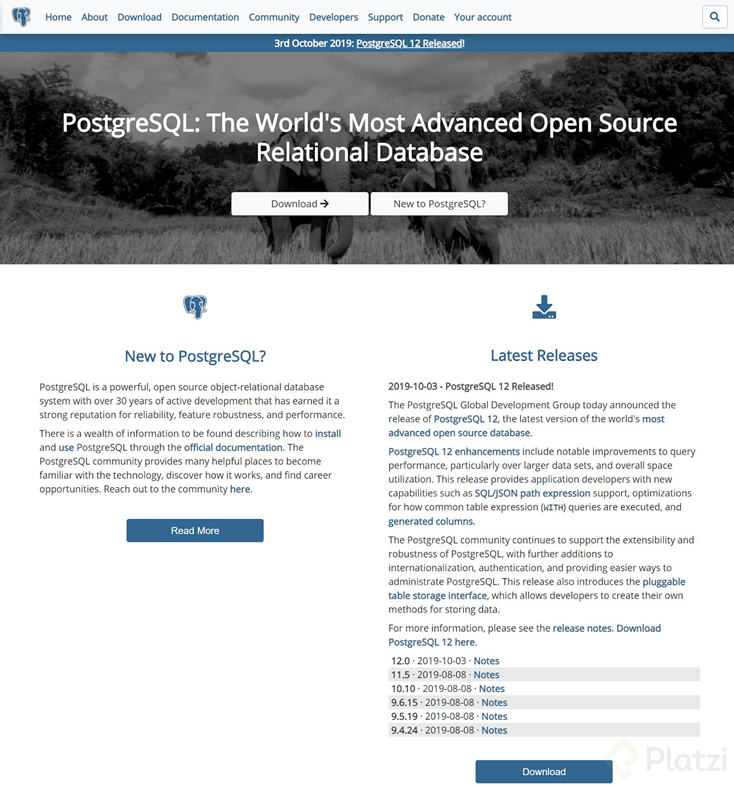 Home About Download Documentation Community Developers Support Donate Your account
3rd October 2019: PostgreSQL 12 Released!
PostgreSQL: The World's Most Advanced Open Source
Relational Database
Download → New to PostgreSQL?
New to PostgreSQL?
PostgreSQL is a powerful, open source object-relational database
system with over 30 years of active development that has earned it a
strong reputation for reliability, feature robustness, and performance.
There is a wealth of information to be found describing how to install
and use PostgreSQL through the official documentation. The
PostgreSQL community provides many helpful places to become
familiar with the technology, discover how it works, and find career
opportunities. Reach out to the community here.
Read More
Latest Releases
2019-10-03 - PostgreSQL 12 Released!
The PostgreSQL Global Development Group today announced the
release of PostgreSQL 12, the latest version of the world's most
advanced open source database.
PostgreSQL 12 enhancements include notable improvements to query
performance, particularly over larger data sets, and overall space
utilization. This release provides application developers with new
capabilities such as SQL/JSON path expression support, optimizations
for how common table expression (WITH) queries are executed, and
generated columns.
The PostgreSQL community continues to support the extensibility and
robustness of PostgreSQL, with further additions to
internationalization, authentication, and providing easier ways to
administrate PostgreSQL. This release also introduces the pluggable
table storage interface, which allows developers to create their own
methods for storing data.
For more information, please see the release notes. Download
PostgreSQL 12 here.
12.0 · 2019-10-03 · Notes
11.5 · 2019-08-08 · Notes
10.10 · 2019-08-08 · Notes
9.6.15 · 2019-08-08 · Notes
9.5.19 · 2019-08-08 · Notes
9.4.24 · 2019-08-08 · Notes
Download
Platzi